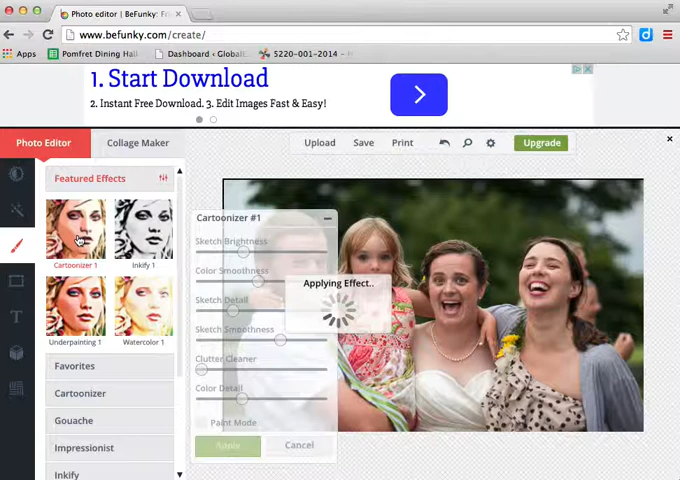 Photo editor | BeFunky: Fr
www.befunky.com/create/
Apps
Pomfret Dining Hall
Dashboard ‹ Global
5220-001-2014 -
1. Start Download
2. Instant Free Download. 3. Edit Images Fast & Easy!
Photo Editor
Collage Maker
Upload
Save
Print
Upgrade
Featured Effects
Cartoonizer 1
Inkify 1
Underpainting 1
Watercolor 1
Favorites
Cartoonizer
Gouache
Impressionist
Inkify
Cartoonizer #1
Sketch Brightness
Color Smoothness
Sketch Detail
Sketch Smoothness
Clutter Cleaner
Color Detail
Paint Mode
Apply
Cancel
Applying Effect..